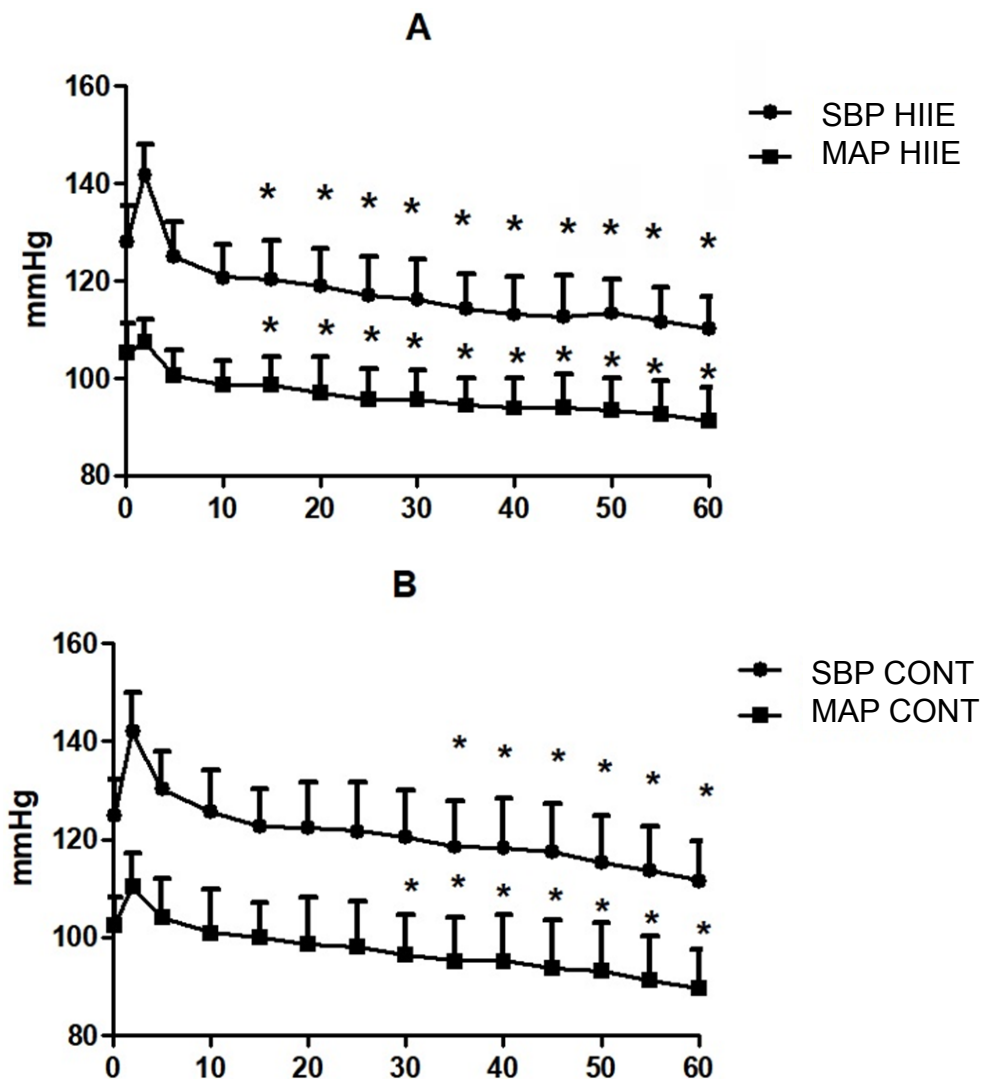 A
160
140
120
100
80
mmHg
* * * * * * * * * *
* * * * * * * * * *
0 10 20 30 40 50 60
SBP HIIE
MAP HIIE
B
160
140
120
100
80
mmHg
* * * * * *
* * * * * * *
0 10 20 30 40 50 60
SBP CONT
MAP CONT